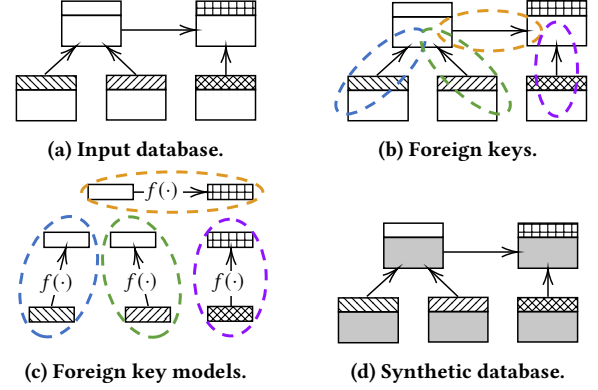 (a) Input database.
(b) Foreign keys.
f(·)
f(·) f(·) f(·)
(c) Foreign key models.
(d) Synthetic database.